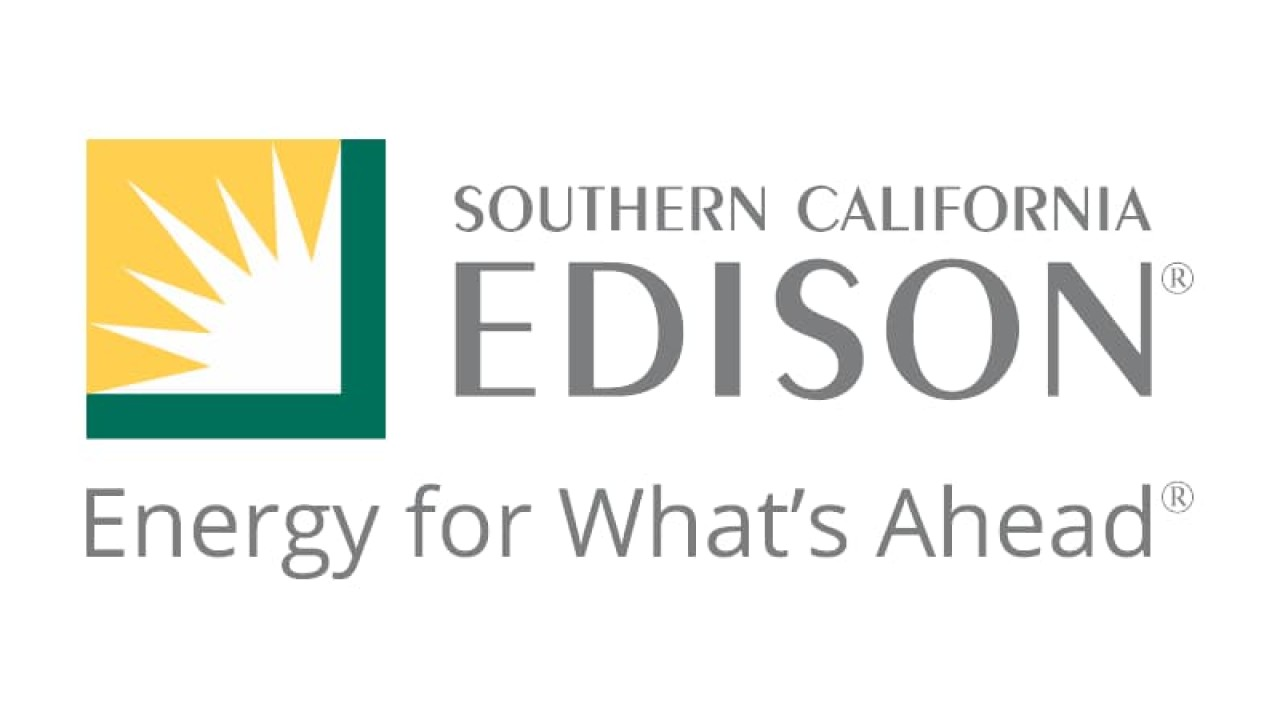 SOUTHERN CALIFORNIA
EDISON®
Energy for What’s Ahead®